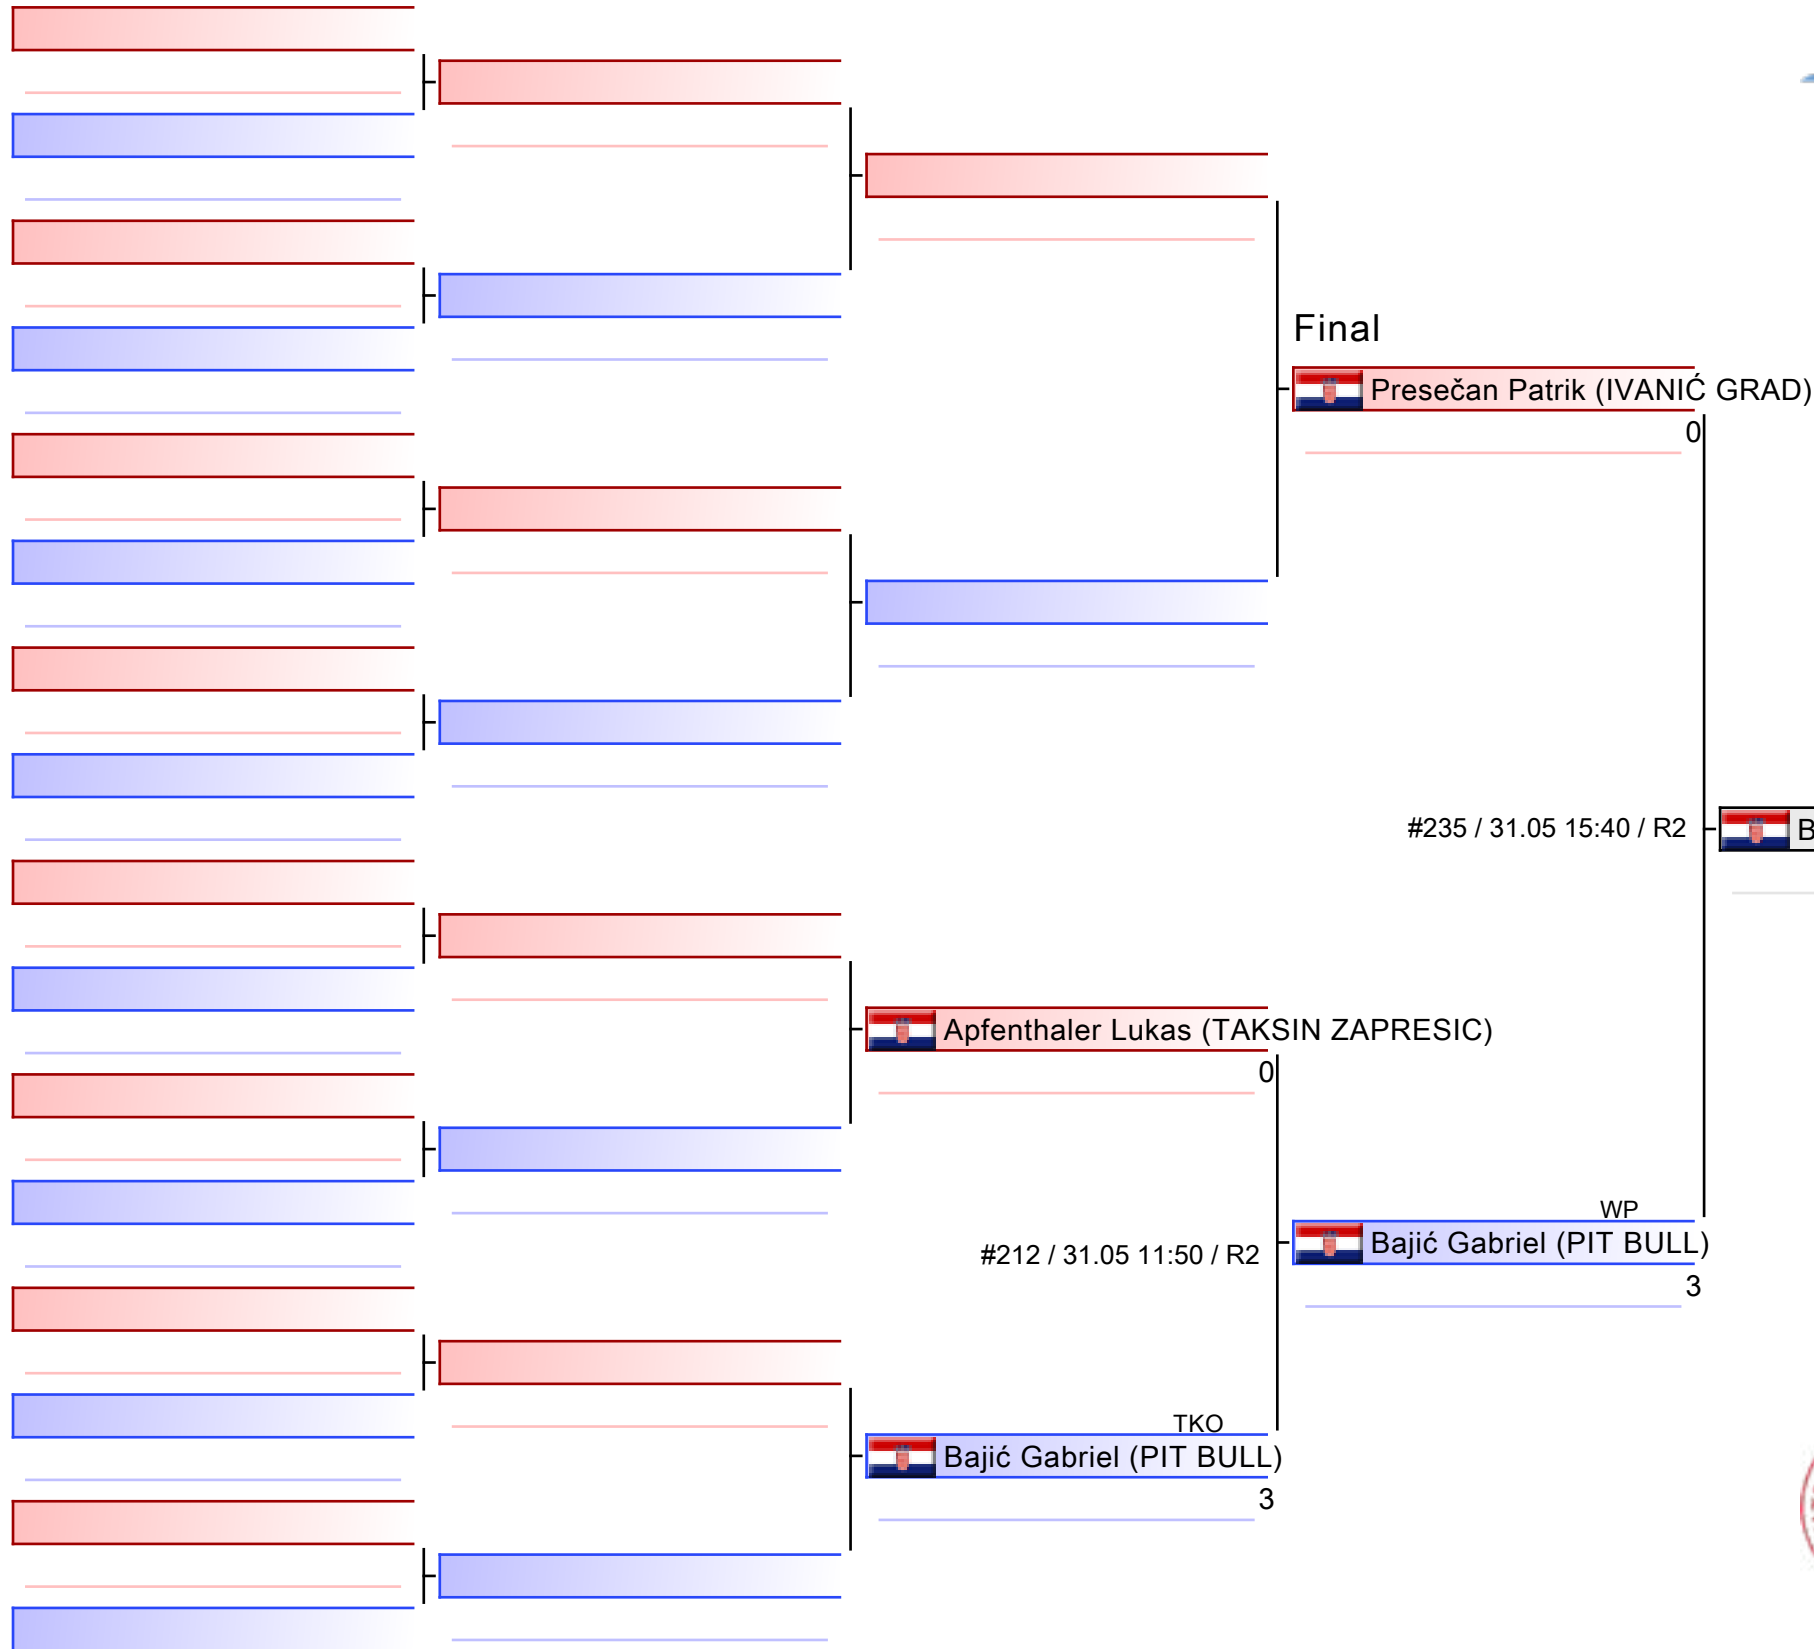 Final
Presečan Patrik (IVANIĆ GRAD)
0
#235 / 31.05 15:40 / R2
B
Apfenthaler Lukas (TAKSIN ZAPRESIC)
0
WP
#212 / 31.05 11:50 / R2
Bajić Gabriel (PIT BULL)
3
TKO
Bajić Gabriel (PIT BULL)
3